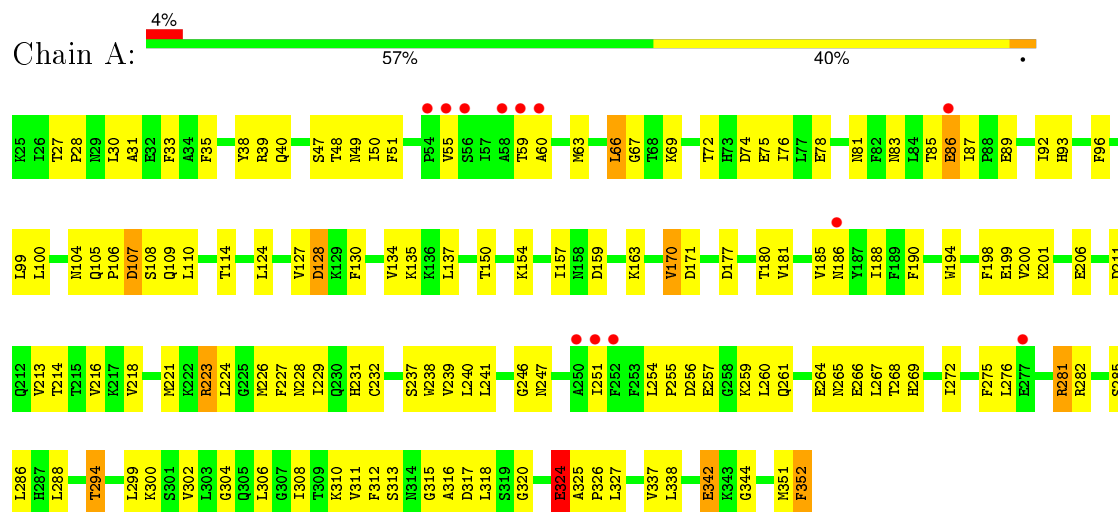 4%
Chain A:
57% 40% .
K25 I26 T27 P28 N29 L30 A31 E32 F33 A34 F35 Y38 R39 Q40 S47 T48 N49 I50 F51 P54 V55 S56 I57 A58 T59 A60 M63 L66 G67 T68 K69 T72 H73 D74 E75 I76 L77 E78 N81 F82 N83 L84 T85 E86 I87 P88 E89 I92 H93 F96
L99 L100 N104 Q105 P106 D107 S108 Q109 L110 T114 L124 V127 D128 K129 F130 V134 K135 K136 L137 T150 K154 I157 N158 D159 K163 V170 D171 D177 T180 V181 V185 N186 Y187 I188 F189 F190 W194 F198 E199 V200 K201 E206 D211
Q212 V213 T214 T215 V216 K217 V218 M221 K222 R223 L224 G225 M226 F227 N228 I229 Q230 H231 C232 S237 W238 V239 L240 L241 G246 N247 A250 I251 F252 F253 L254 P255 D256 E257 G258 K259 L260 Q261 E264 N265 E266 L267 T268 H269 I272 F275 L276 E277 R281 R282 S285
L286 H287 L288 T294 L299 K300 S301 V302 L303 G304 Q305 L306 G307 I308 T309 K310 V311 F312 S313 N314 G315 A316 D317 L318 S319 G320 E324 A325 P326 L327 V337 L338 E342 K343 G344 M351 F352